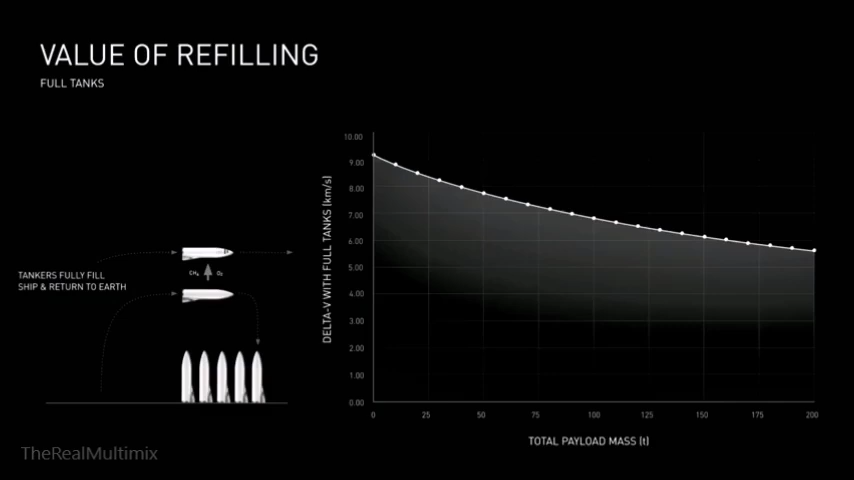 VALUE OF REFILLING
FULL TANKS
TANKERS FULLY FILL
SHIP & RETURN TO EARTH
CH₄
O₂
DELTA-V WITH FULL TANKS (km/s)
10.00
9.00
8.00
7.00
6.00
5.00
4.00
3.00
2.00
1.00
0.00
0 25 50 75 100 125 150 175 200
TOTAL PAYLOAD MASS (t)
TheRealMultimix